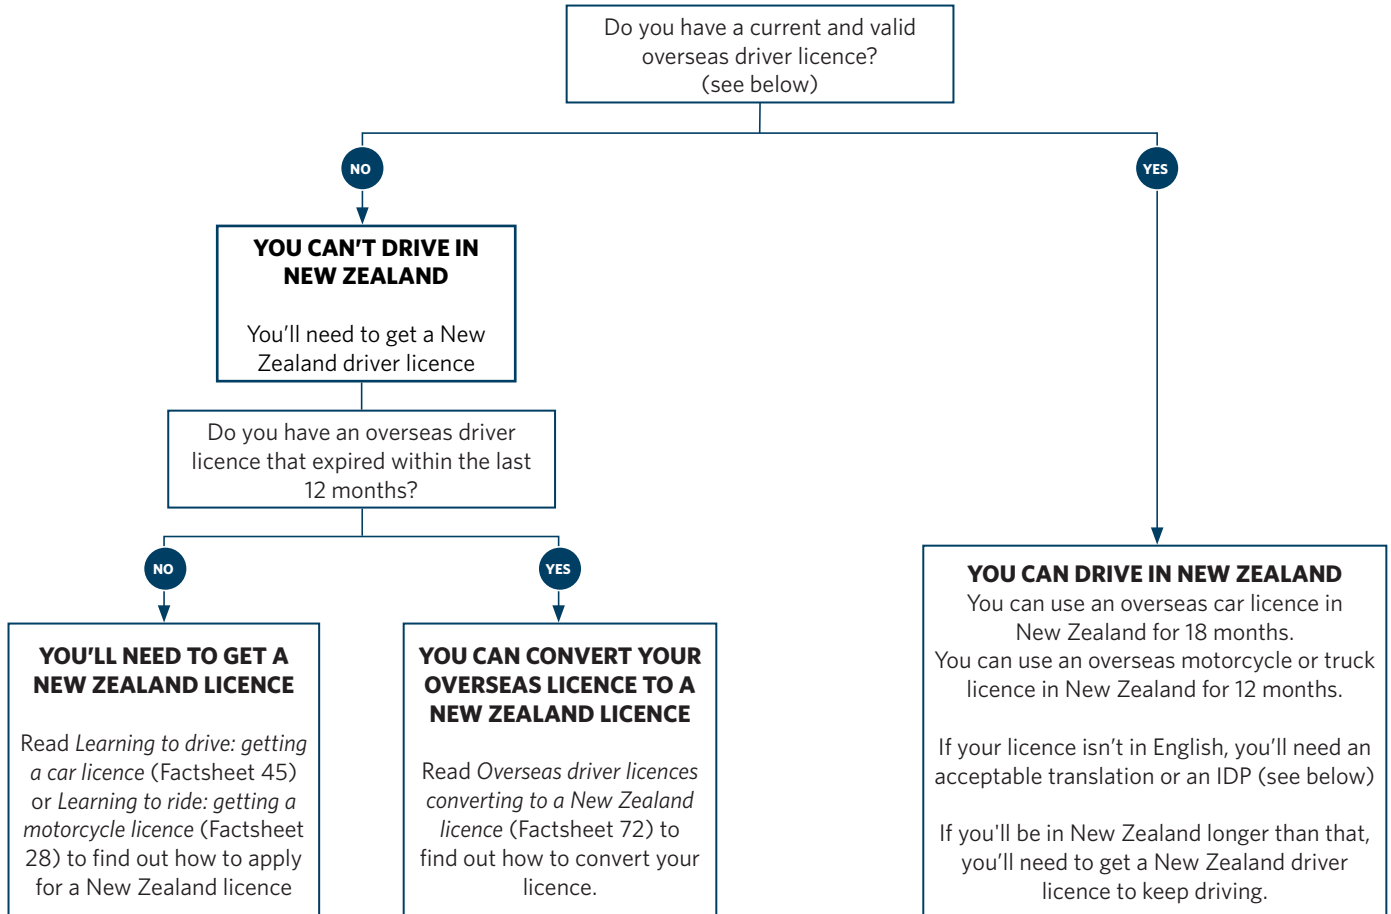 Do you have a current and valid
overseas driver licence?
(see below)
NO
YES
YOU CAN'T DRIVE IN
NEW ZEALAND
You'll need to get a New
Zealand driver licence
Do you have an overseas driver
licence that expired within the last
12 months?
NO
YES
YOU'LL NEED TO GET A
NEW ZEALAND LICENCE
Read Learning to drive: getting
a car licence (Factsheet 45)
or Learning to ride: getting a
motorcycle licence (Factsheet
28) to find out how to apply
for a New Zealand licence
YOU CAN CONVERT YOUR
OVERSEAS LICENCE TO A
NEW ZEALAND LICENCE
Read Overseas driver licences
converting to a New Zealand
licence (Factsheet 72) to
find out how to convert your
licence.
YOU CAN DRIVE IN NEW ZEALAND
You can use an overseas car licence in
New Zealand for 18 months.
You can use an overseas motorcycle or truck
licence in New Zealand for 12 months.
If your licence isn't in English, you'll need an
acceptable translation or an IDP (see below)
If you'll be in New Zealand longer than that,
you'll need to get a New Zealand driver
licence to keep driving.